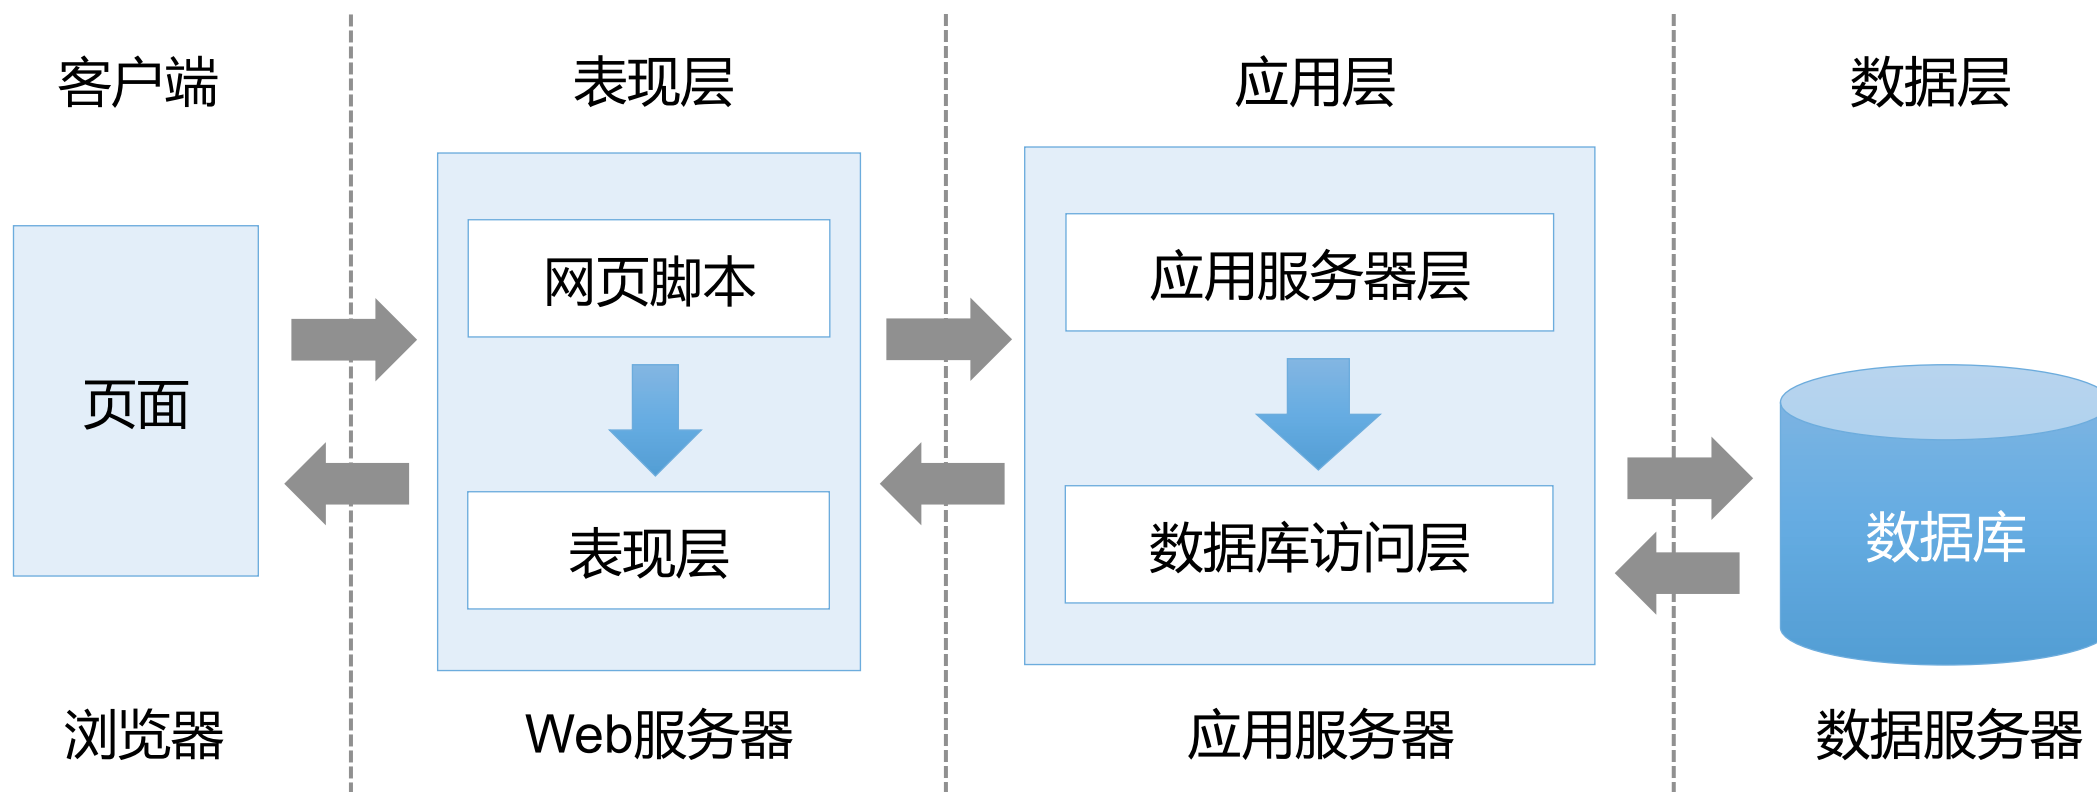 客户端
表现层
应用层
数据层
页面
网页脚本
表现层
应用服务器层
数据库访问层
数据库
浏览器
Web服务器
应用服务器
数据服务器